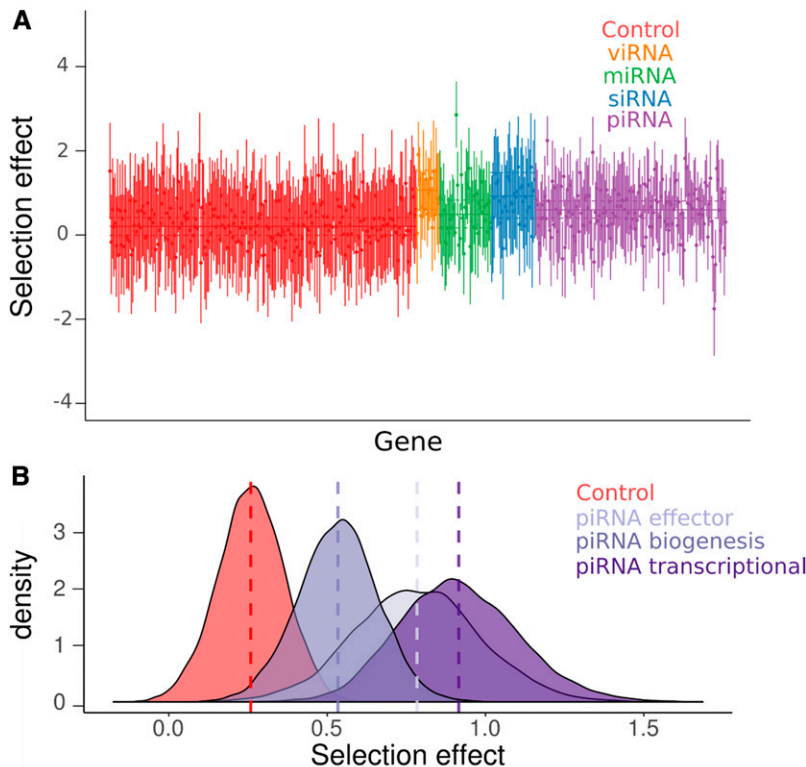 A
Control
viRNA
miRNA
siRNA
piRNA
Selection effect
4
2
0
-2
-4
Gene
B
Control
piRNA effector
piRNA biogenesis
piRNA transcriptional
density
3
2
1
0
0.0 0.5 1.0 1.5
Selection effect